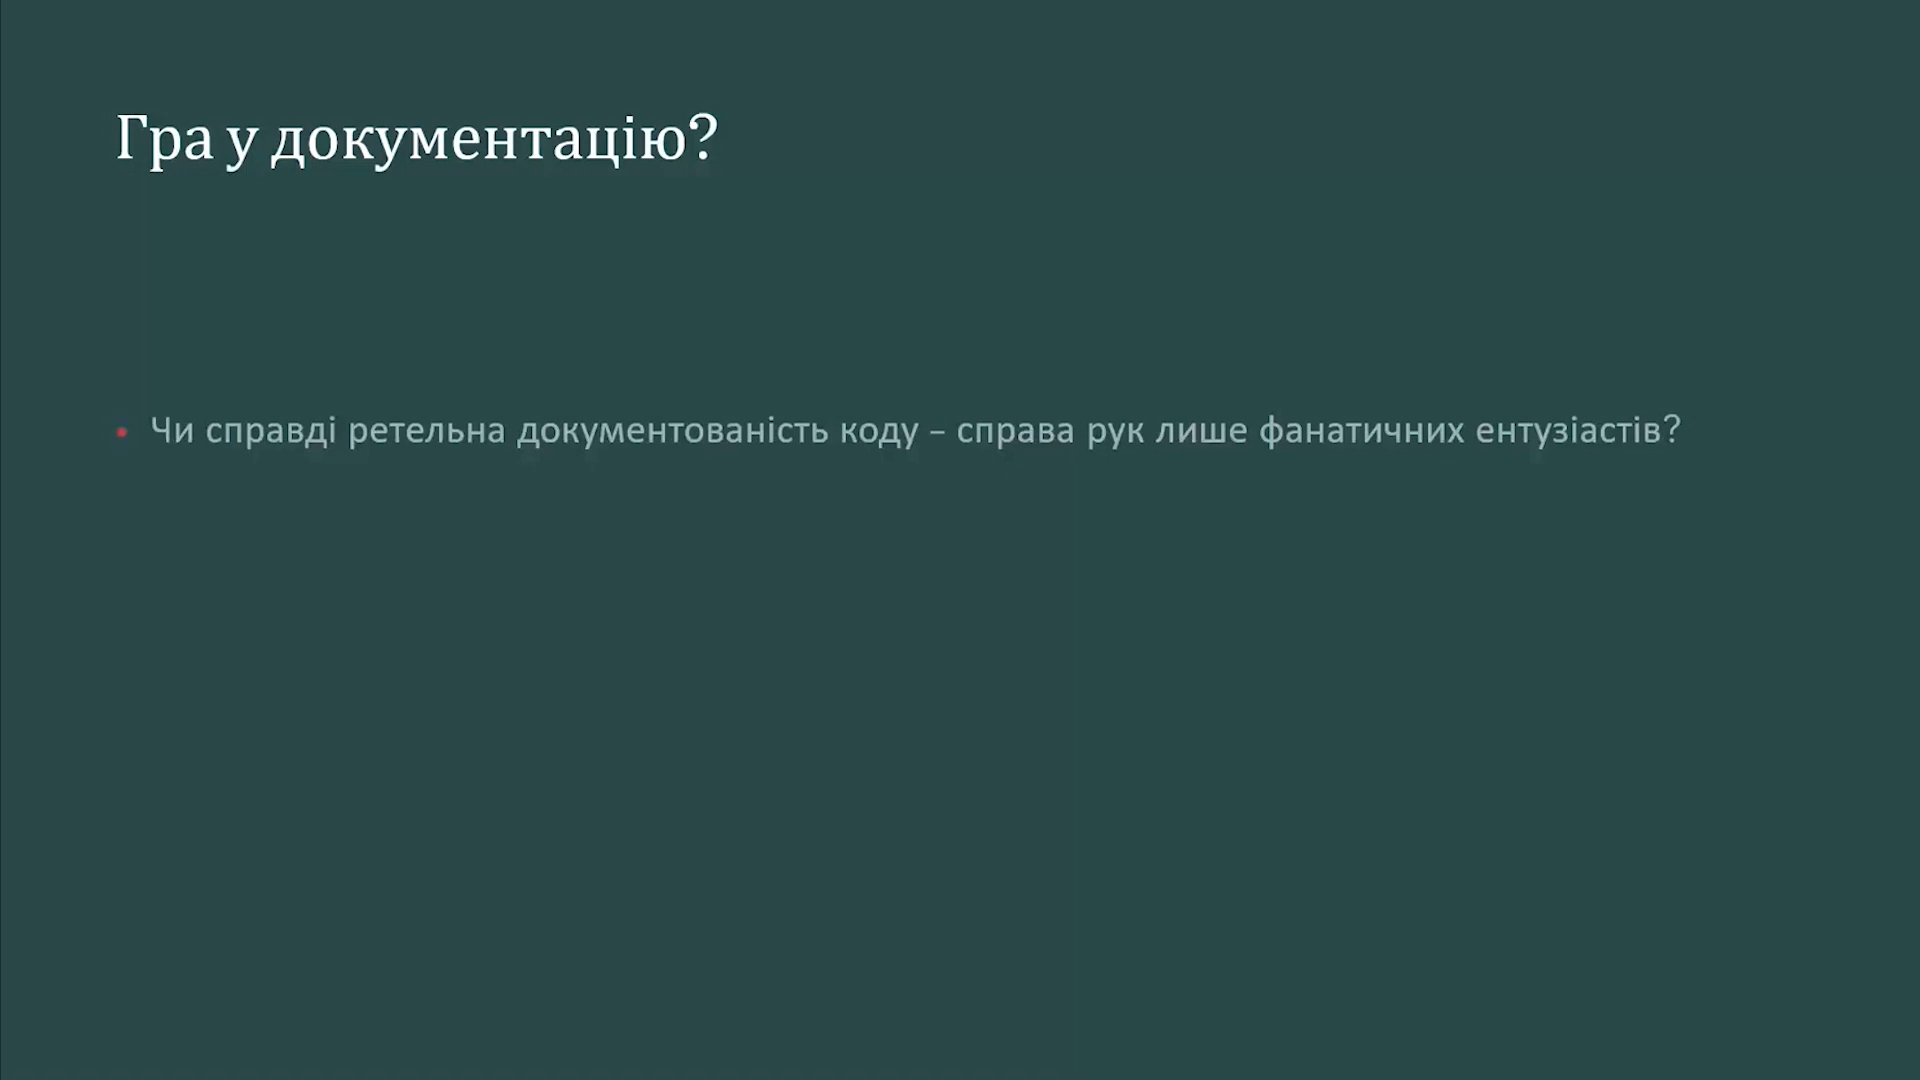 Гра у документацію?
• Чи справді ретельна документованість коду – справа рук лише фанатичних ентузіастів?